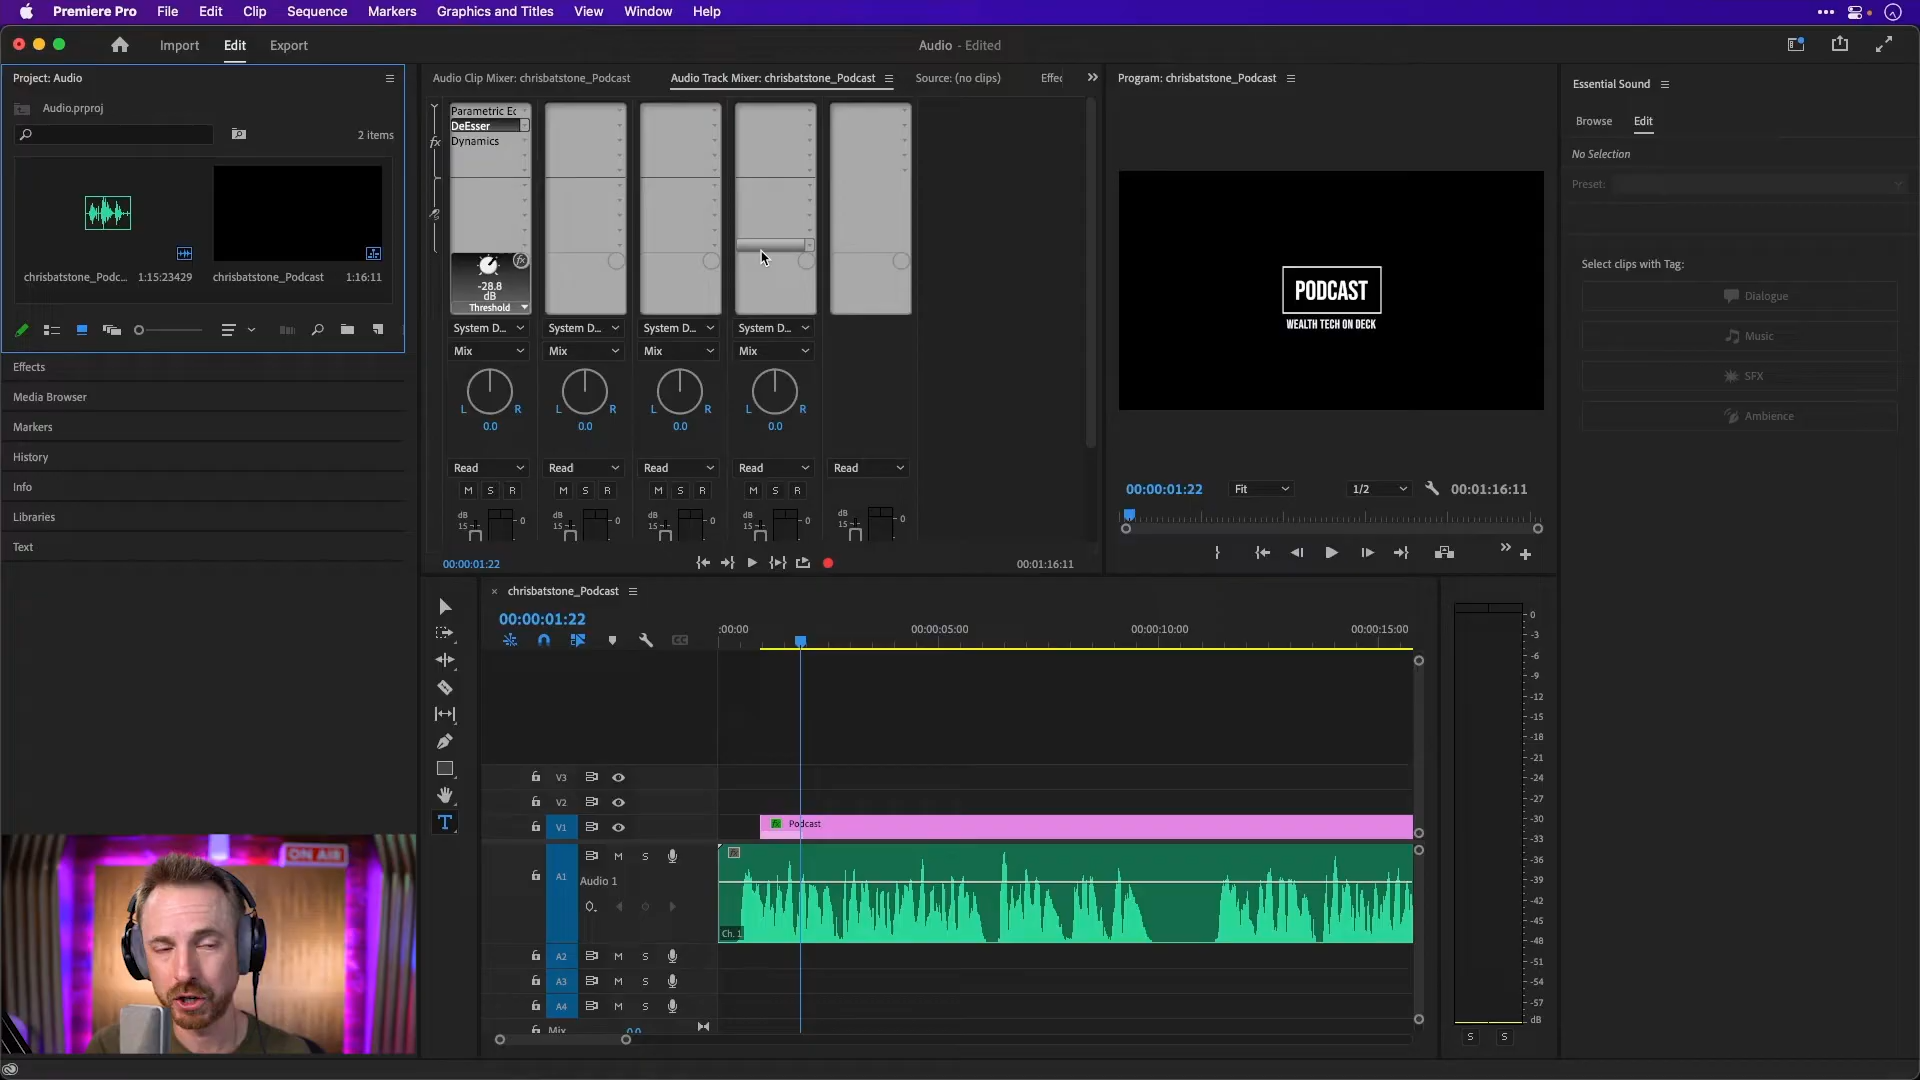 Premiere Pro File Edit Clip Sequence Markers Graphics and Titles View Window Help
Import Edit Export Audio - Edited
Project: Audio
Audio.prproj
2 items
chrisbatstone_Podc... 1:15:23429 chrisbatstone_Podcast 1:16:11
Effects
Media Browser
Markers
History
Info
Libraries
Text
Audio Clip Mixer: chrisbatstone_Podcast Audio Track Mixer: chrisbatstone_Podcast Source: (no clips) Effec
fx
Parametric Ec
DeEsser
Dynamics
fx
-28.8
dB
Threshold
System D... System D... System D... System D...
Mix Mix Mix Mix
L R L R L R L R
0.0 0.0 0.0 0.0
Read Read Read Read Read
M S R M S R M S R M S R
dB dB dB dB dB
15 0 15 0 15 0 15 0 15 0
00:00:01:22 00:01:16:11
Program: chrisbatstone_Podcast
PODCAST
WEALTH TECH ON DECK
00:00:01:22 Fit 1/2 00:01:16:11
Essential Sound
Browse Edit
No Selection
Preset:
Select clips with Tag:
Dialogue
Music
SFX
Ambience
× chrisbatstone_Podcast
00:00:01:22
CC
:00:00 00:00:05:00 00:00:10:00 00:00:15:00
V3
V2
V1
fx Podcast
A1 M S
Audio 1
fx
Ch. 1
A2 M S
A3 M S
A4 M S
Mix 0.0
T
0
-3
-6
-9
-12
-15
-18
-21
-24
-27
-30
-33
-36
-39
-42
-45
-48
-51
-54
-57
dB
S S
ON AIR